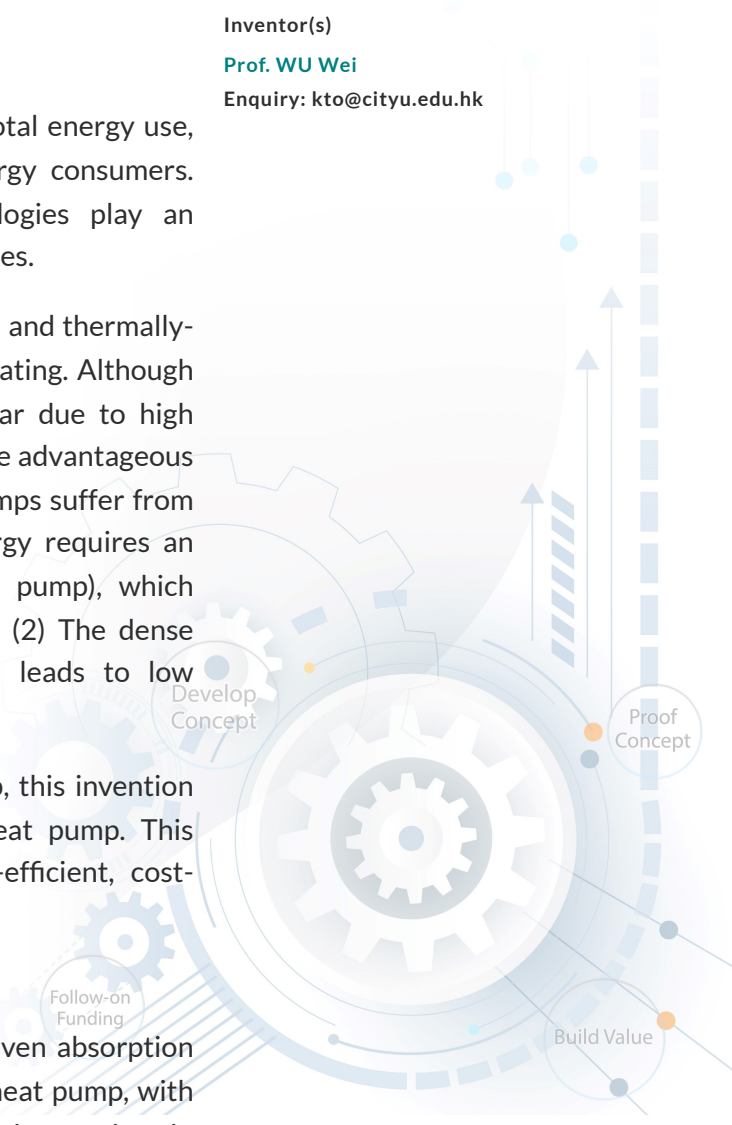 Inventor(s)
Prof. WU Wei
Enquiry: kto@cityu.edu.hk
otal energy use,
rgy consumers.
logies play an
es.
and thermally-
ating. Although
ar due to high
e advantageous
mps suffer from
rgy requires an
pump), which
(2) The dense
leads to low
o, this invention
eat pump. This
-efficient, cost-
ven absorption
heat pump, with
Develop
Concept
Proof
Concept
Follow-on
Funding
Build Value